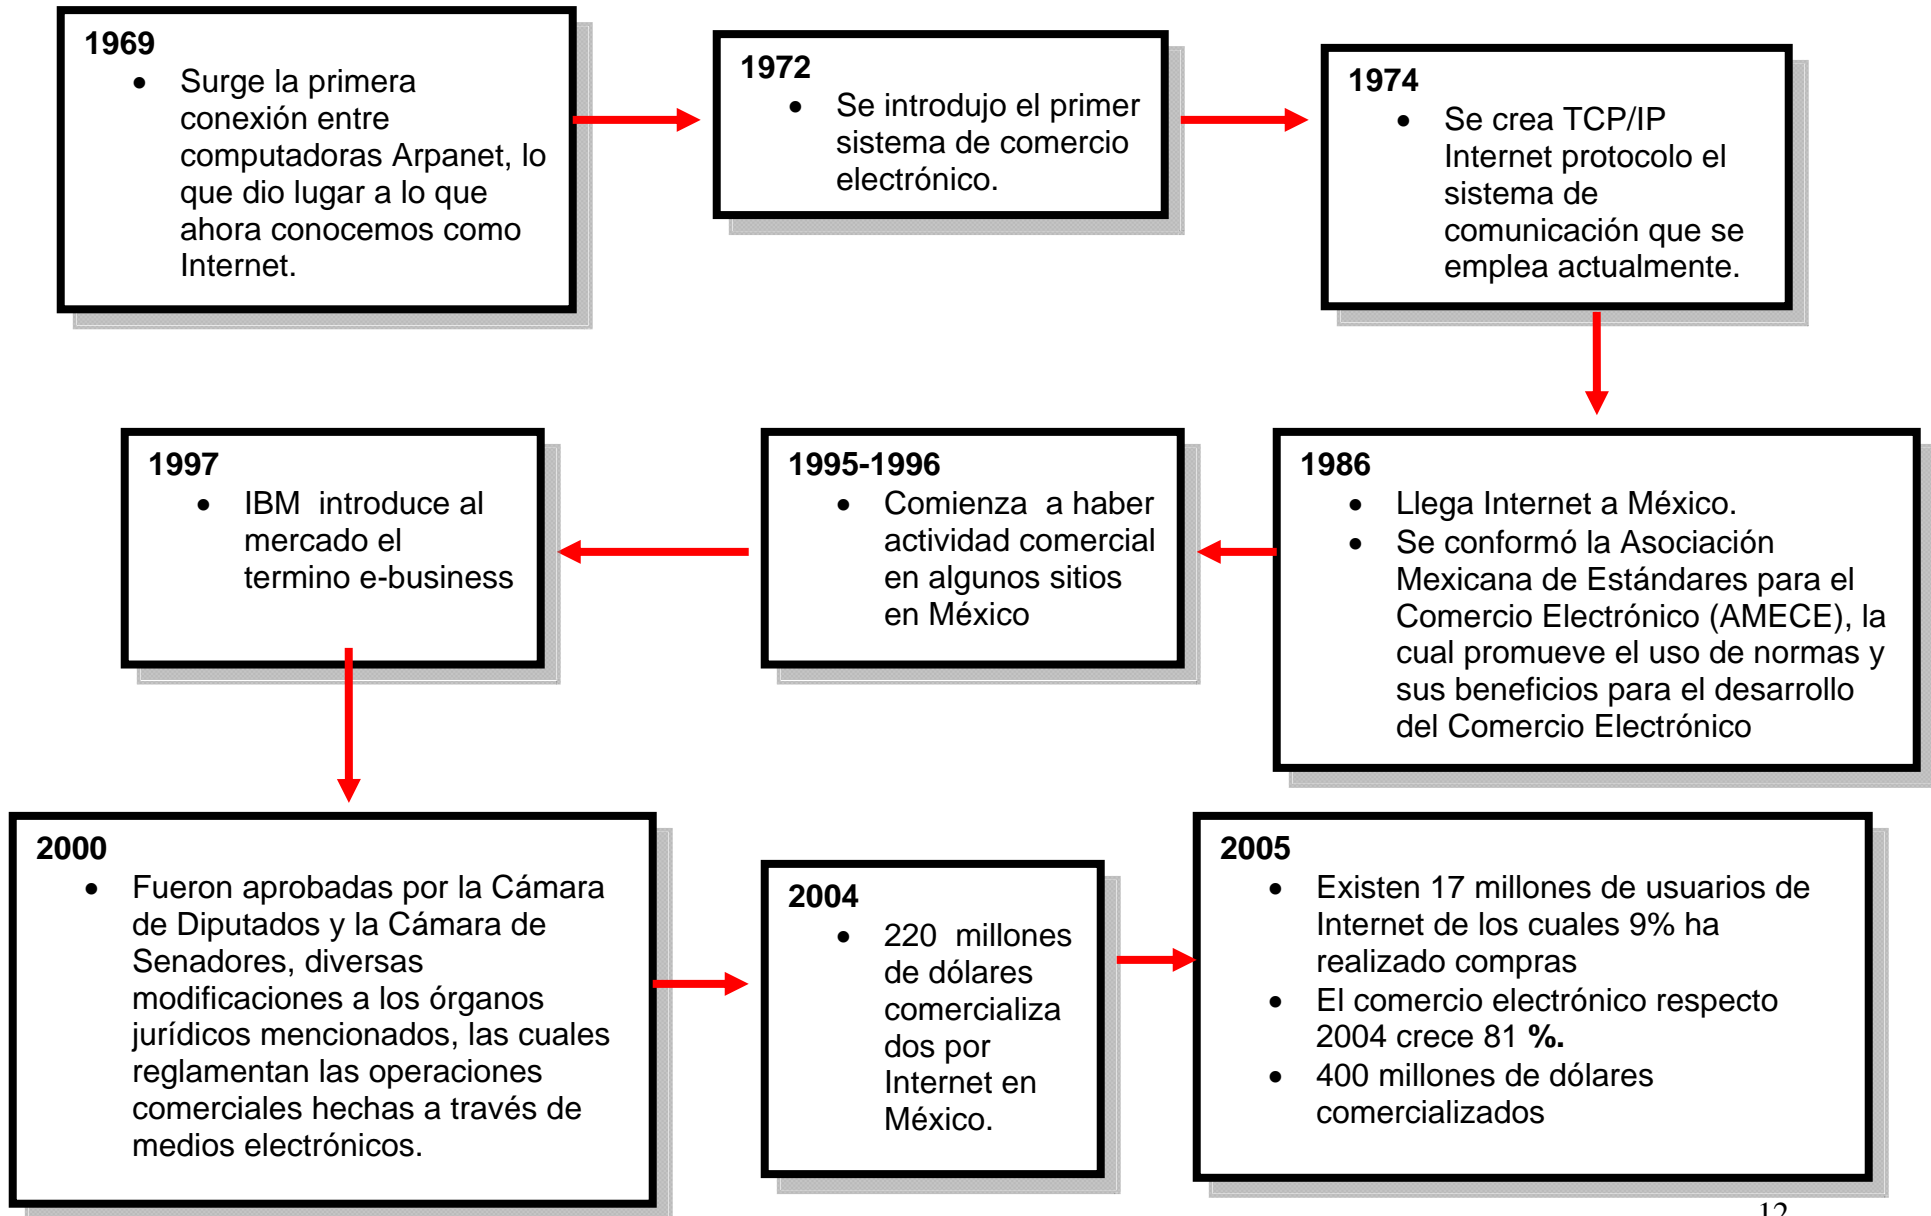 1969
• Surge la primera
conexión entre
computadoras Arpanet, lo
que dio lugar a lo que
ahora conocemos como
Internet.
1972
• Se introdujo el primer
sistema de comercio
electrónico.
1974
• Se crea TCP/IP
Internet protocolo el
sistema de
comunicación que se
emplea actualmente.
1986
• Llega Internet a México.
• Se conformó la Asociación
Mexicana de Estándares para el
Comercio Electrónico (AMECE), la
cual promueve el uso de normas y
sus beneficios para el desarrollo
del Comercio Electrónico
1995-1996
• Comienza a haber
actividad comercial
en algunos sitios
en México
1997
• IBM introduce al
mercado el
termino e-business
2000
• Fueron aprobadas por la Cámara
de Diputados y la Cámara de
Senadores, diversas
modificaciones a los órganos
jurídicos mencionados, las cuales
reglamentan las operaciones
comerciales hechas a través de
medios electrónicos.
2004
• 220 millones
de dólares
comercializa
dos por
Internet en
México.
2005
• Existen 17 millones de usuarios de
Internet de los cuales 9% ha
realizado compras
• El comercio electrónico respecto
2004 crece 81 %.
• 400 millones de dólares
comercializados
12